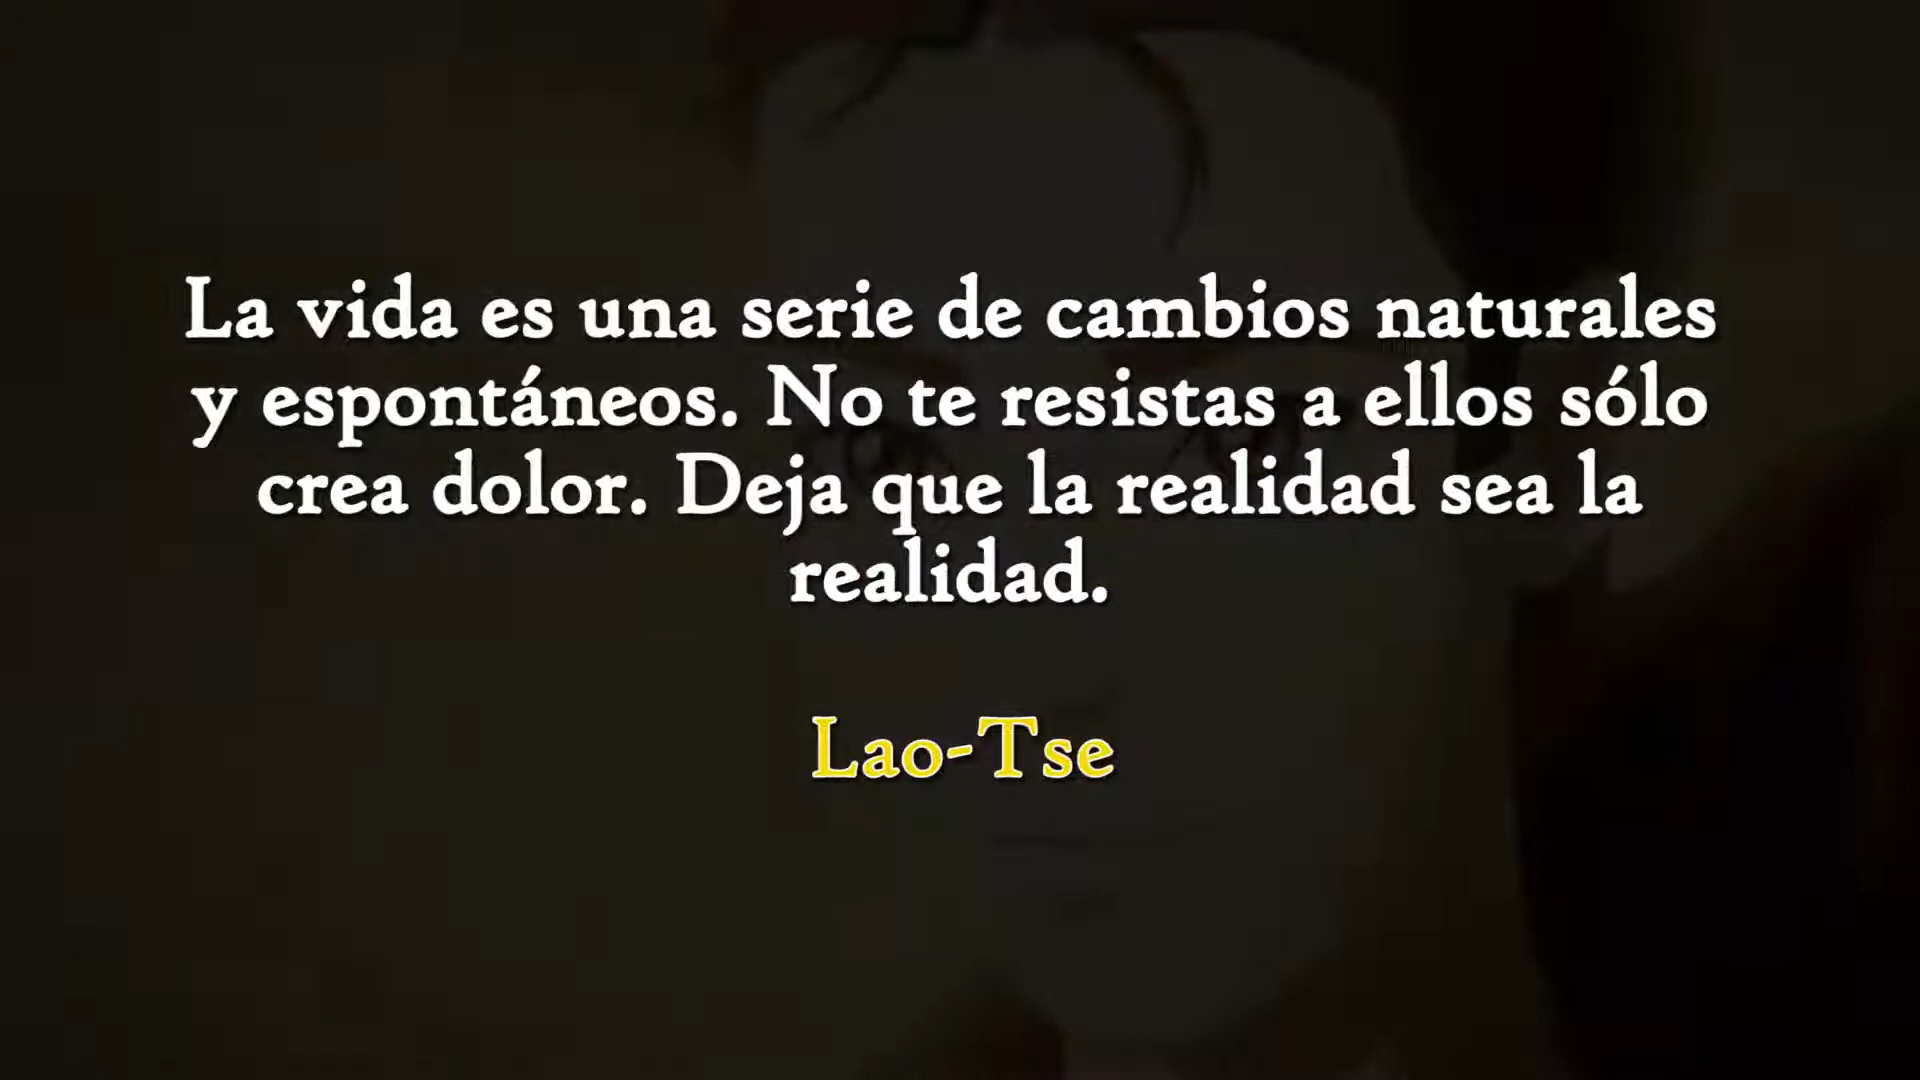 La vida es una serie de cambios naturales
y espontáneos. No te resistas a ellos sólo
crea dolor. Deja que la realidad sea la
realidad.
Lao-Tse